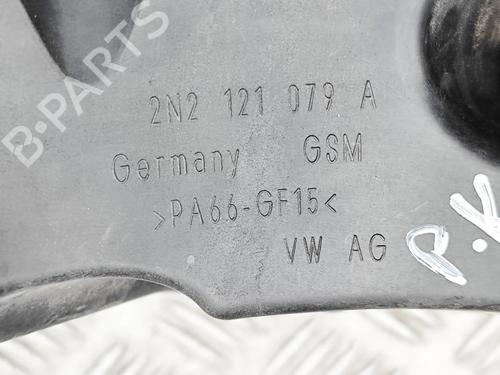 B-PARTS
2N2 121 079 A
Germany GSM
>PA66-GF15<
VW AG
P.K